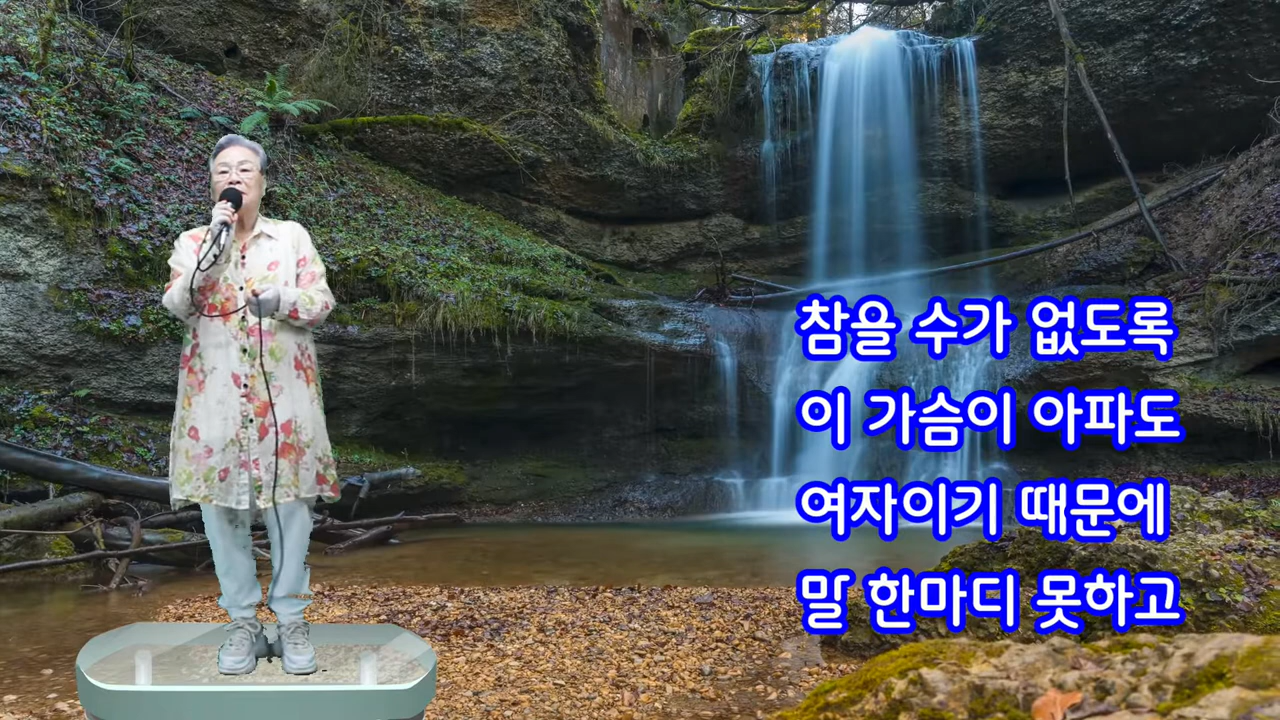 참을 수가 없도록
이 가슴이 아파도
여자이기 때문에
말 한마디 못하고